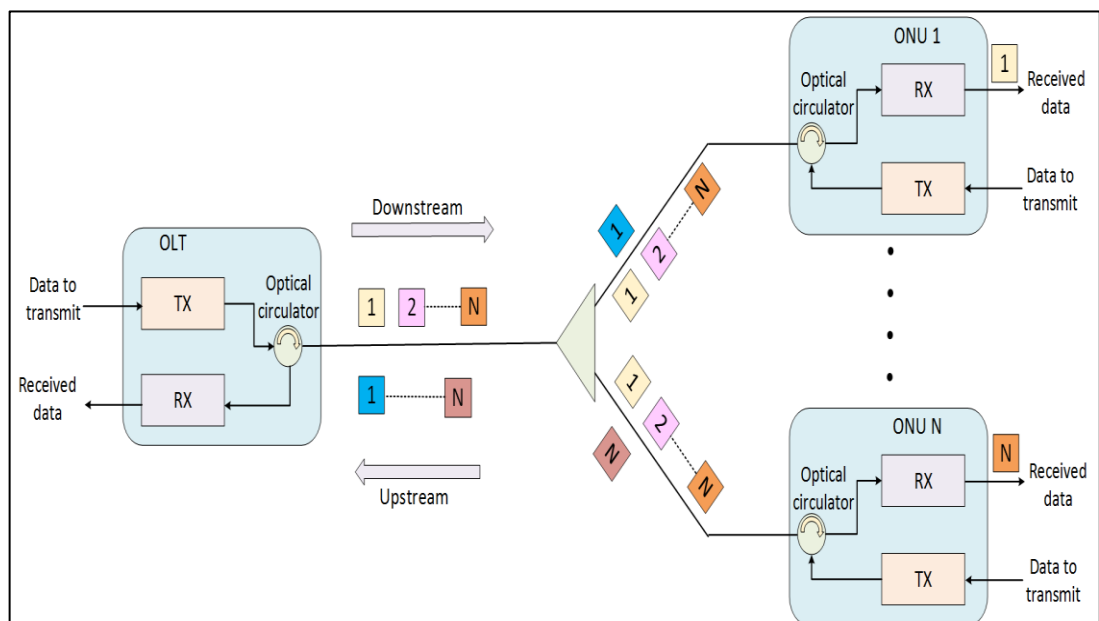 OLT
Data to
transmit
TX
Optical
circulator
Received
data
RX
Downstream
1 2 N
1 N
Upstream
1
1 2 N
1 2 N
N
ONU 1
Optical
circulator
RX
1
Received
data
TX
Data to
transmit
ONU N
Optical
circulator
RX
N
Received
data
TX
Data to
transmit